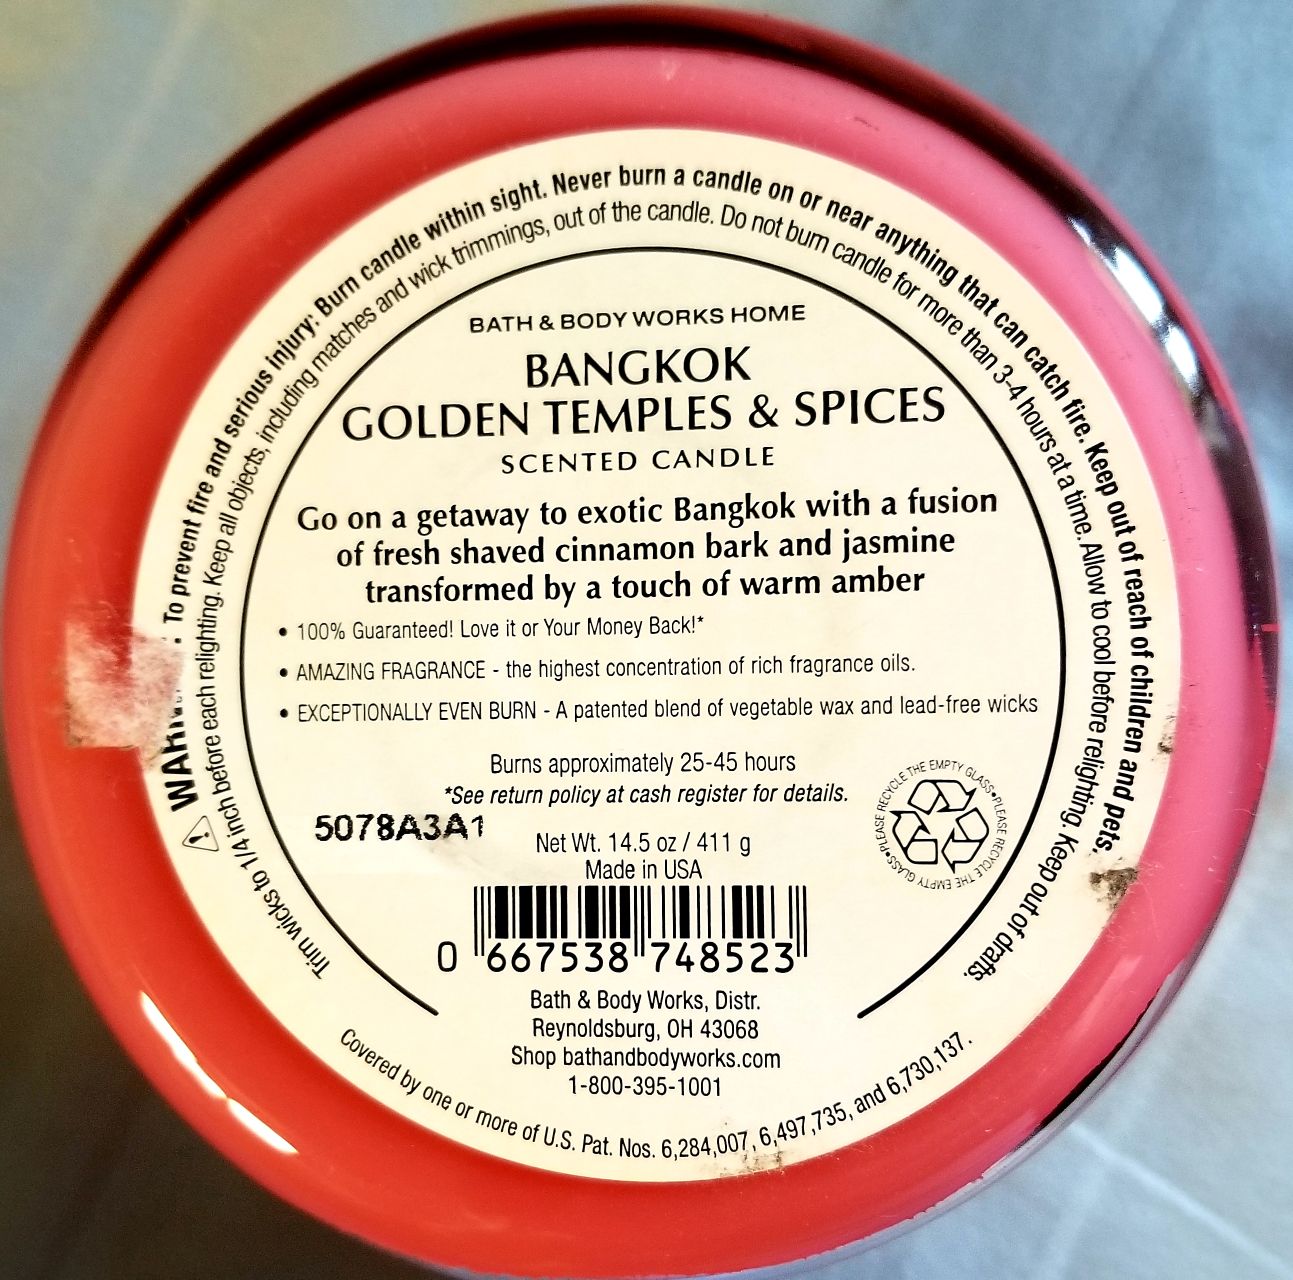 WARNING: To prevent fire and serious injury: Burn candle within sight. Never burn a candle on or near anything that can catch fire. Keep out of reach of children and pets.
Trim wicks to 1/4 inch before each relighting. Keep all objects, including matches and wick trimmings, out of the candle. Do not burn candle for more than 3-4 hours at a time. Allow to cool before relighting. Keep out of drafts.
BATH & BODY WORKS HOME
BANGKOK
GOLDEN TEMPLES & SPICES
SCENTED CANDLE
Go on a getaway to exotic Bangkok with a fusion
of fresh shaved cinnamon bark and jasmine
transformed by a touch of warm amber
• 100% Guaranteed! Love it or Your Money Back!*
• AMAZING FRAGRANCE - the highest concentration of rich fragrance oils.
• EXCEPTIONALLY EVEN BURN - A patented blend of vegetable wax and lead-free wicks
Burns approximately 25-45 hours
*See return policy at cash register for details.
5078A3A1
Net Wt. 14.5 oz / 411 g
Made in USA
PLEASE RECYCLE THE EMPTY GLASS•PLEASE RECYCLE THE EMPTY GLASS•
0 667538 748523
Bath & Body Works, Distr.
Reynoldsburg, OH 43068
Shop bathandbodyworks.com
1-800-395-1001
Covered by one or more of U.S. Pat. Nos. 6,284,007, 6,497,735, and 6,730,137.